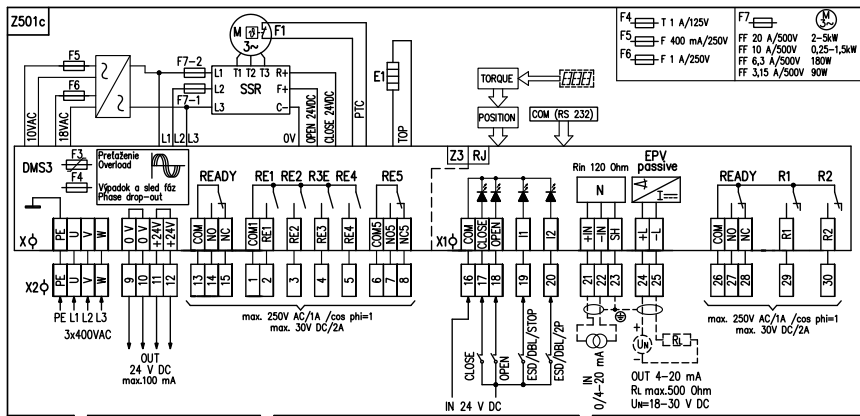 Z501c
F4 T 1 A/125V
F5 F 400 mA/250V
F6 F 1 A/250V
F7
M
3~
FF 20 A/500V 2-5kW
FF 10 A/500V 0,25-1,5kW
FF 6,3 A/500V 180W
FF 3,15 A/500V 90W
M
3~
F1
F5
F6
F7-2
F7-1
L1
L2
L3
T1 T2 T3
SSR
R+
F+
C-
E1
TORQUE
POSITION
COM (RS 232)
10VAC
18VAC
L1
L2
L3
0V
OPEN 24VDC
CLOSE 24VDC
PTC
TOP
DMS3
F3
F4
Preťaženie
Overload
Výpadok a sled fáz
Phase drop-out
READY
RE1
RE2
R3E
RE4
RE5
Z3
RJ
Rin 120 Ohm
N
EPV
passive
I
READY
R1
R2
X
PE
U
V
W
0 V
0 V
+24V
+24V
COM
NO
NC
COM1
RE1
RE2
RE3
RE4
COM5
NO5
NC5
X1
COM
CLOSE
OPEN
I1
I2
+IN
-IN
SH
+L
-L
COM
NO
NC
R1
R2
X2
PE
U
V
W
9
10
11
12
13
14
15
1
2
3
4
5
6
7
8
16
17
18
19
20
21
22
23
24
25
26
27
28
29
30
PE L1 L2 L3
3x400VAC
OUT
24 V DC
max.100 mA
max. 250V AC/1A /cos phi=1
max. 30V DC/2A
CLOSE
OPEN
ESD/DBL/STOP
ESD/DBL/2P
IN 24 V DC
IN
0/4-20 mA
+
UN
-
RL
OUT 4-20 mA
RL max.500 Ohm
UN=18-30 V DC
max. 250V AC/1A /cos phi=1
max. 30V DC/2A